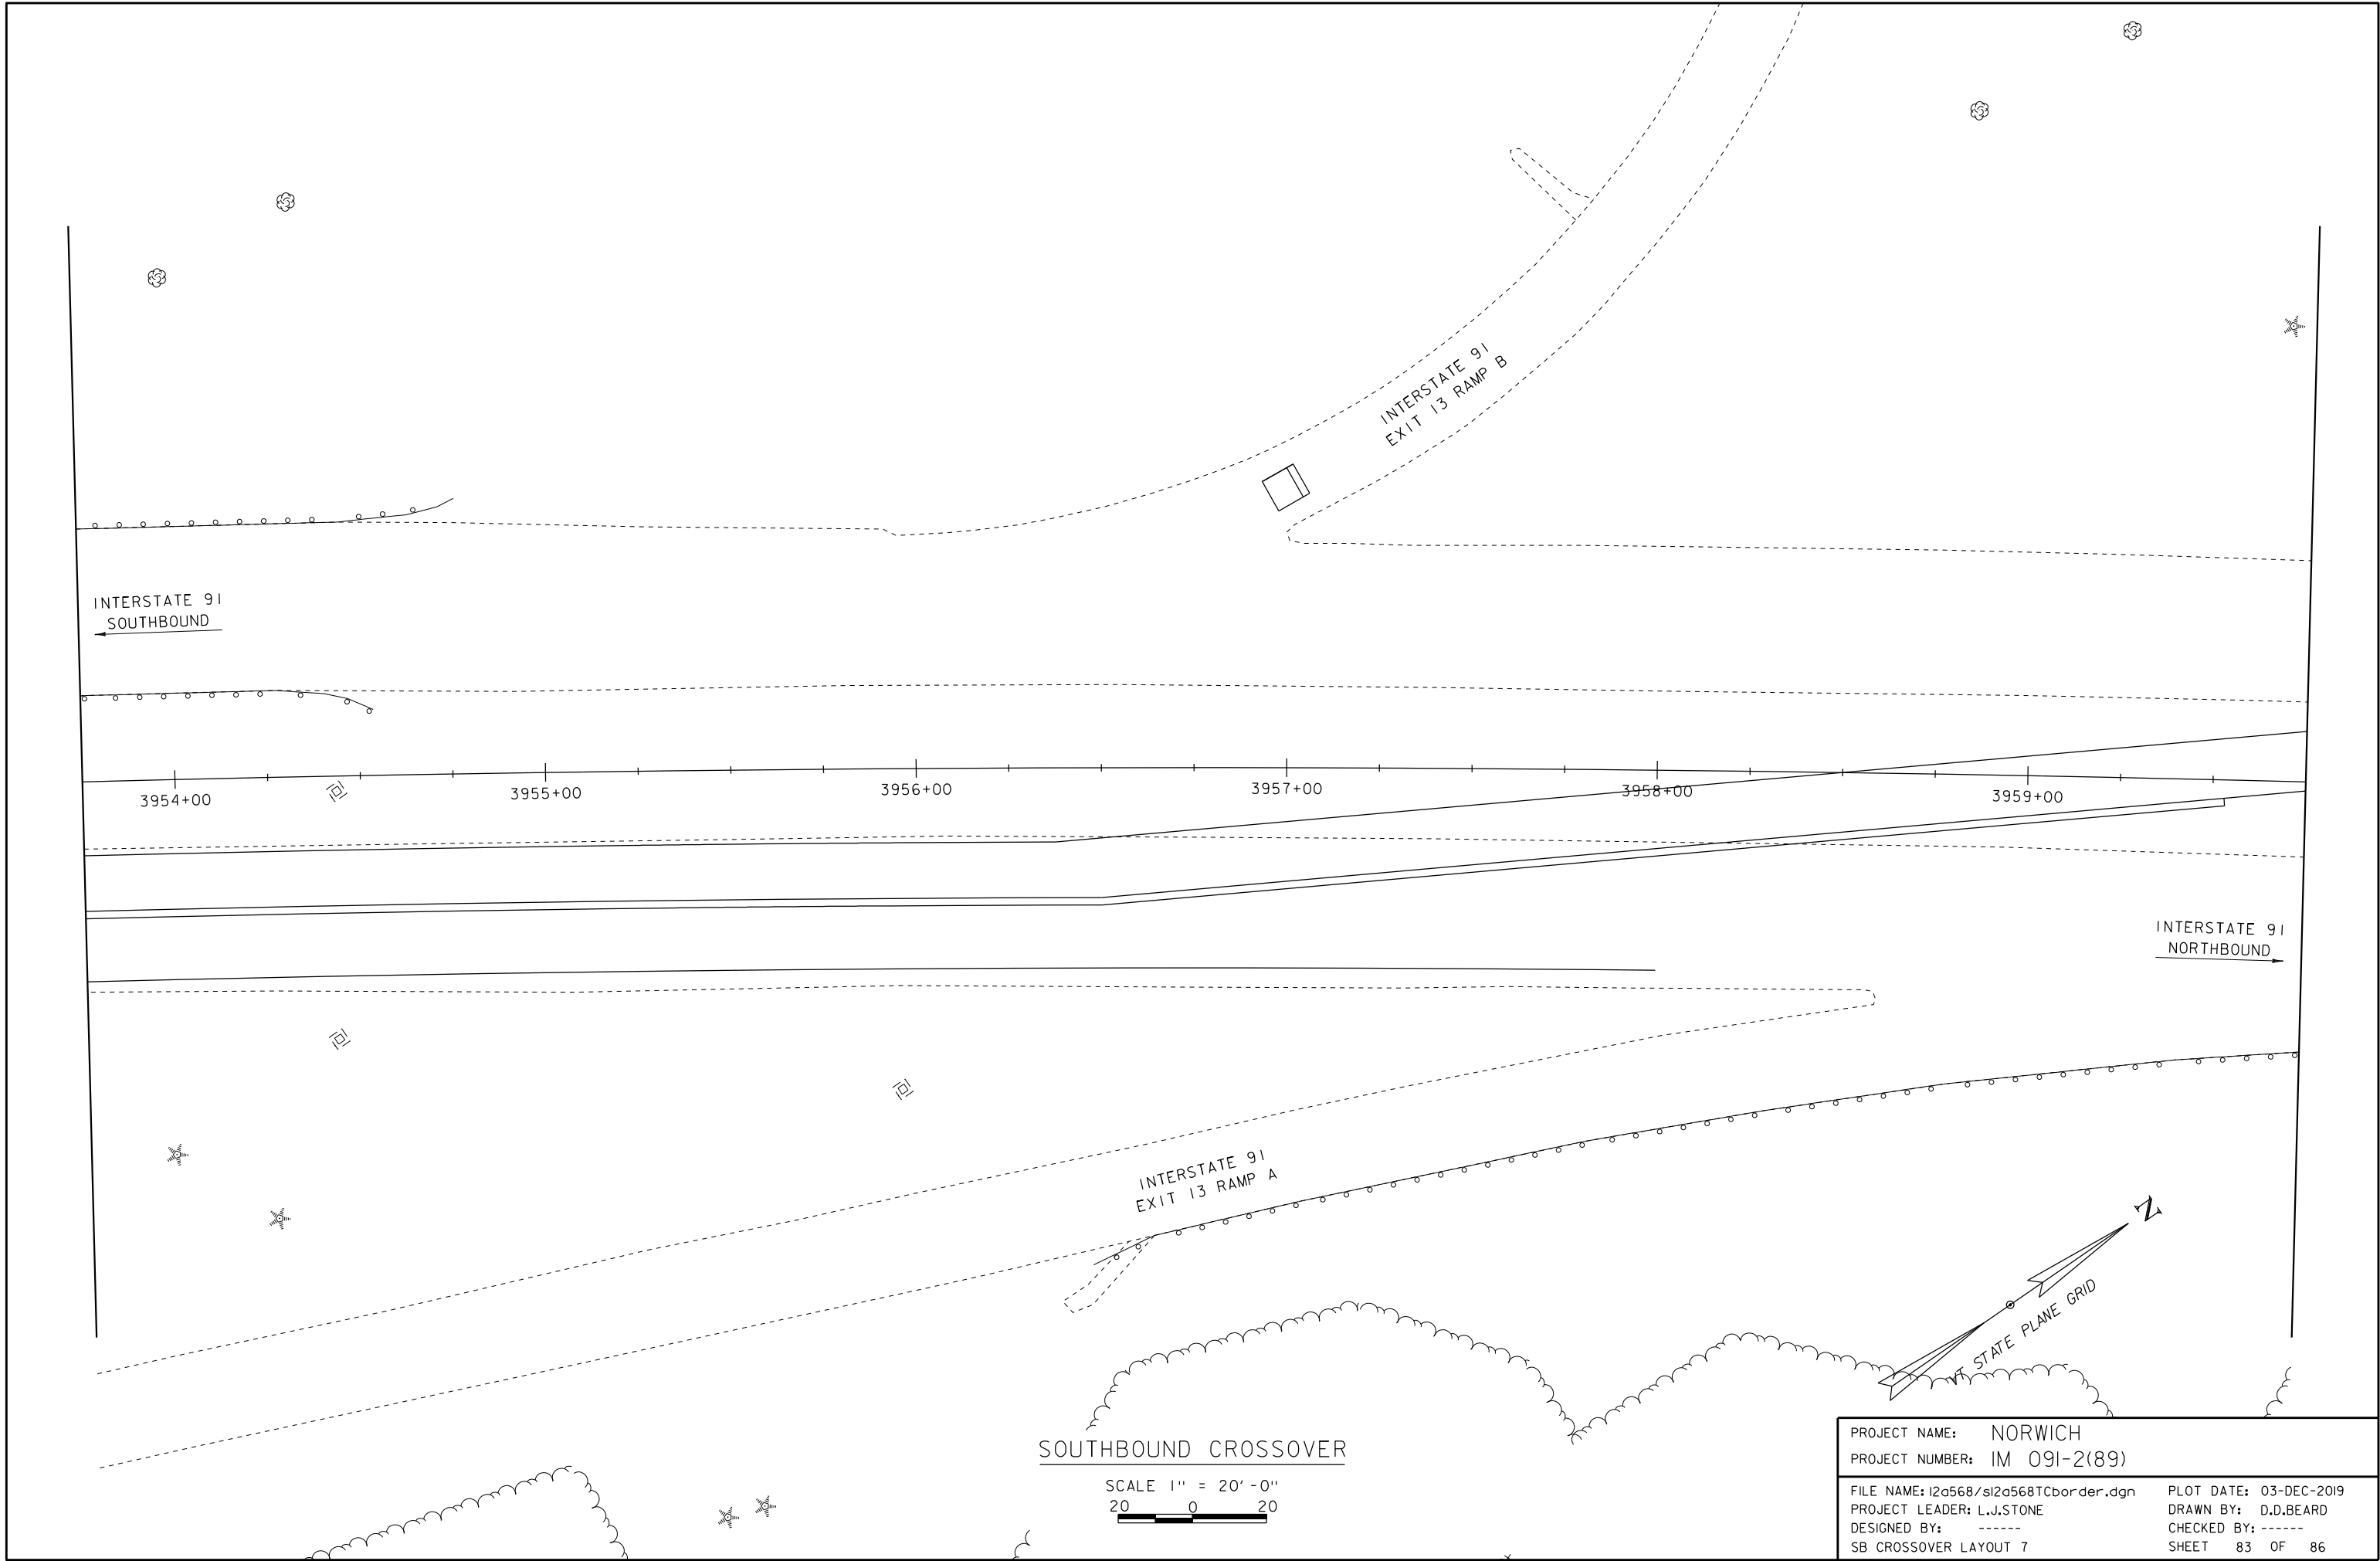 INTERSTATE 91
EXIT 13 RAMP B
INTERSTATE 91
SOUTHBOUND
3954+00
3955+00
3956+00
3957+00
3958+00
3959+00
INTERSTATE 91
NORTHBOUND
INTERSTATE 91
EXIT 13 RAMP A
N
VT STATE PLANE GRID
SOUTHBOUND CROSSOVER
SCALE 1" = 20'-0"
20 0 20
PROJECT NAME: NORWICH
PROJECT NUMBER: IM 091-2(89)
FILE NAME: 12a568/s12a568TCborder.dgn PLOT DATE: 03-DEC-2019
PROJECT LEADER: L.J.STONE DRAWN BY: D.D.BEARD
DESIGNED BY: ------ CHECKED BY: ------
SB CROSSOVER LAYOUT 7 SHEET 83 OF 86